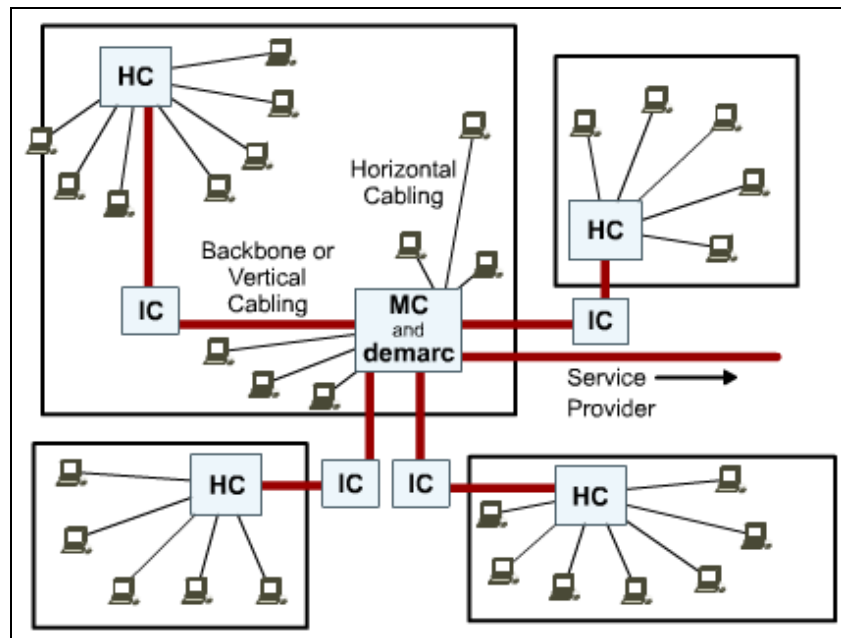 HC
Horizontal
Cabling
HC
Backbone or
Vertical
Cabling
IC
MC
and
demarc
IC
Service
Provider
HC
IC
IC
HC